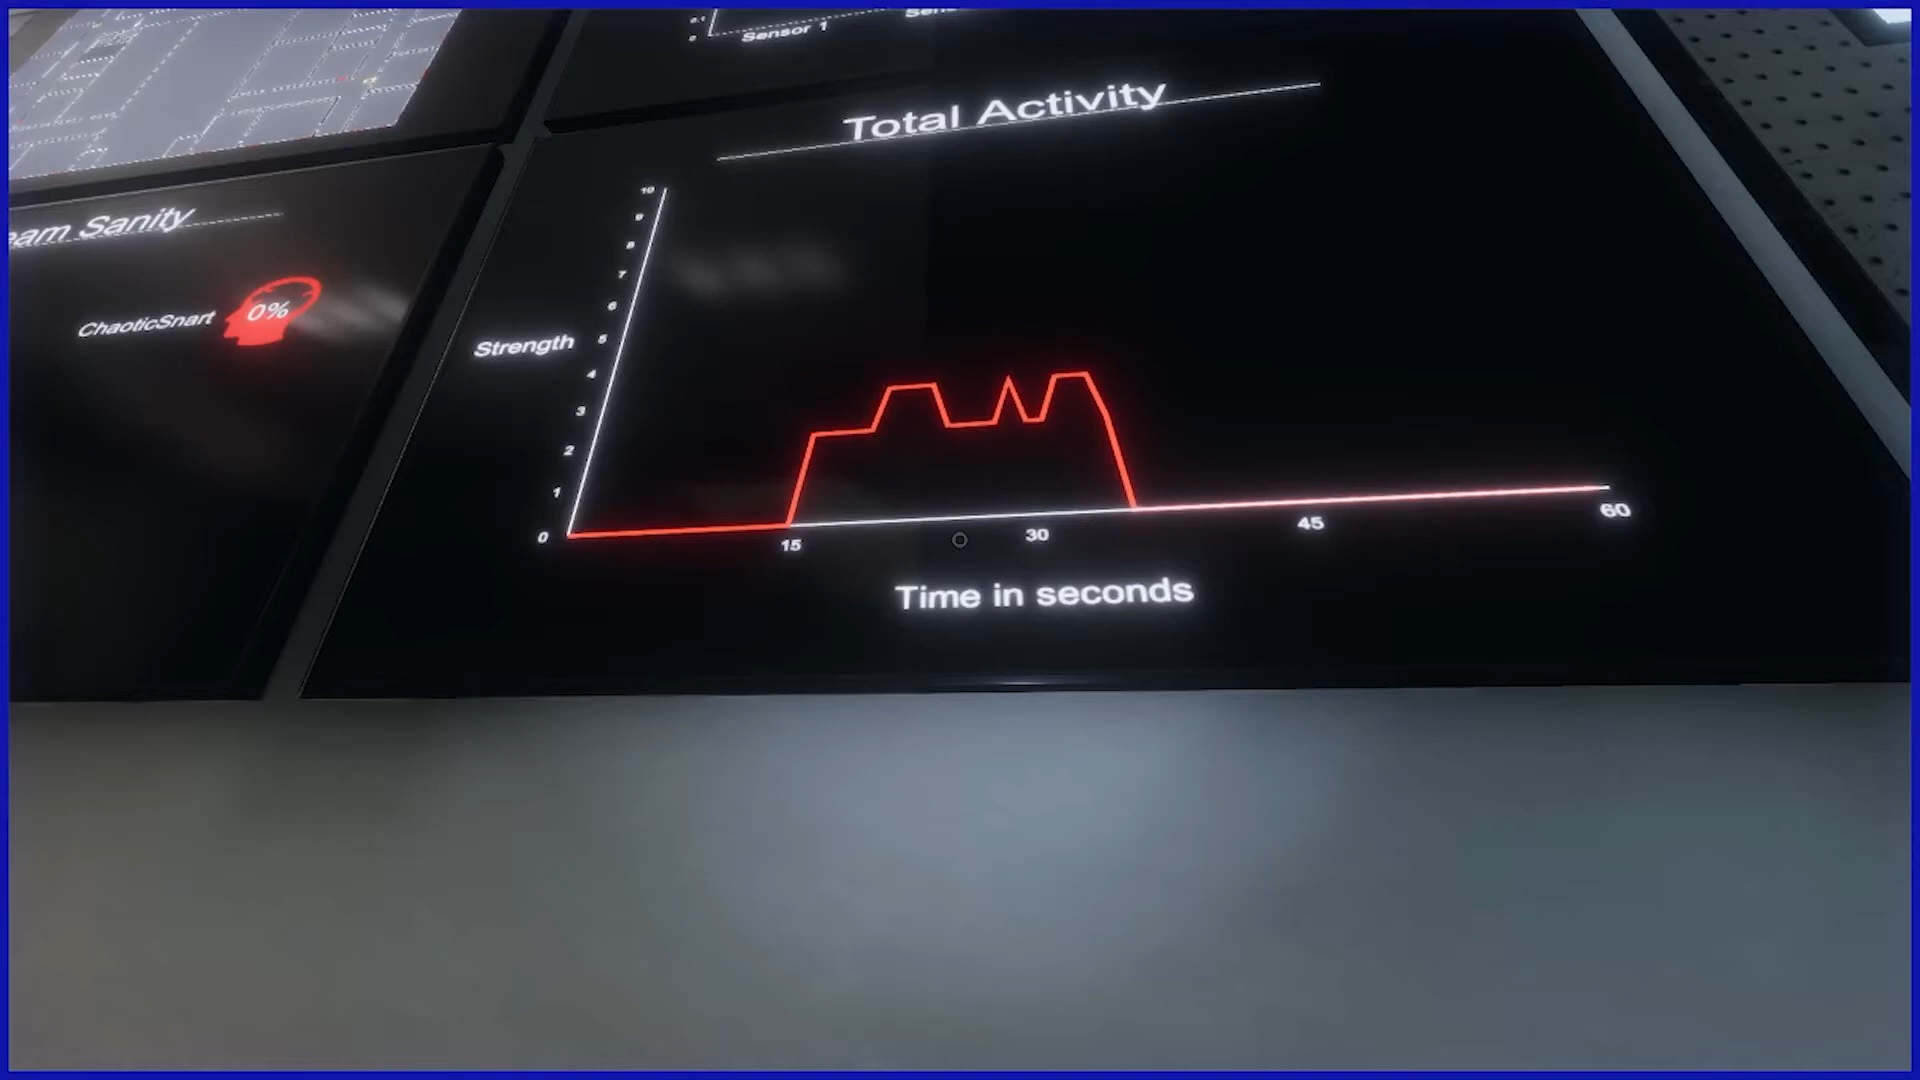 Sensor 1
Total Activity
eam Sanity
ChaoticSnart
0%
10
9
8
7
6
5
4
3
2
1
0
Strength
15
30
45
60
Time in seconds